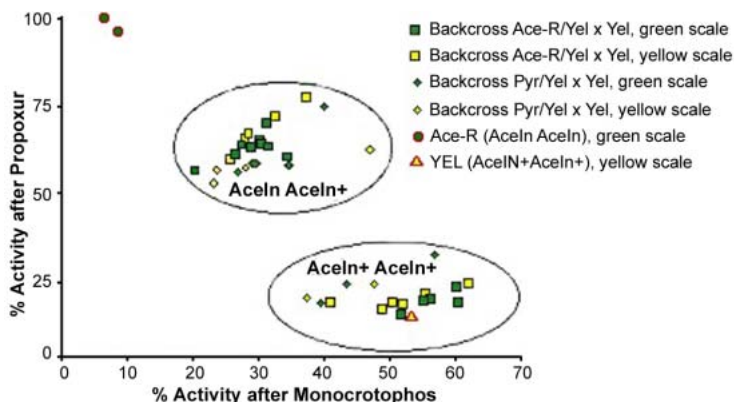 100
75
50
25
0
% Activity after Propoxur
0 10 20 30 40 50 60 70
% Activity after Monocrotophos
AceIn AceIn+
AceIn+ AceIn+
Backcross Ace-R/Yel x Yel, green scale
Backcross Ace-R/Yel x Yel, yellow scale
Backcross Pyr/Yel x Yel, green scale
Backcross Pyr/Yel x Yel, yellow scale
Ace-R (AceIn AceIn), green scale
YEL (AceIN+AceIn+), yellow scale